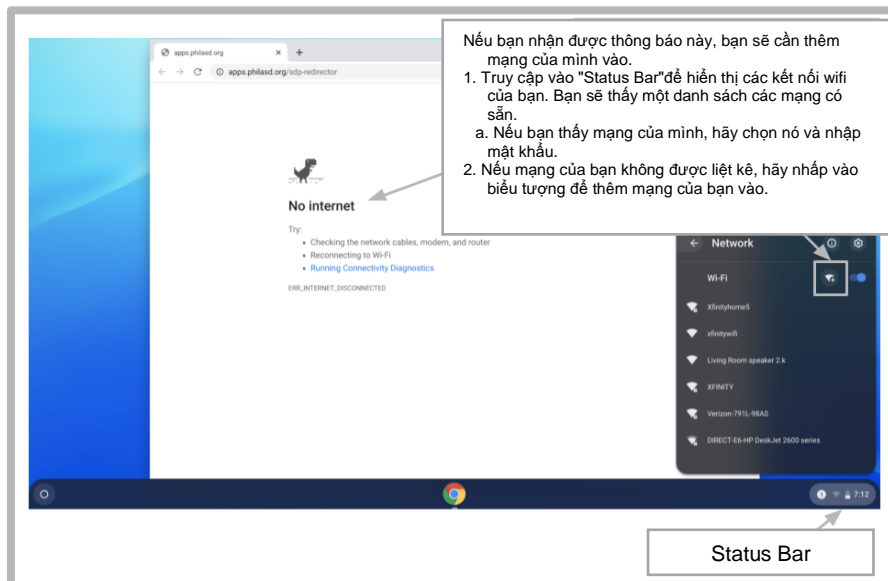 Nếu bạn nhận được thông báo này, bạn sẽ cần thêm
mạng của mình vào.
1. Truy cập vào "Status Bar"để hiển thị các kết nối wifi
của bạn. Bạn sẽ thấy một danh sách các mạng có
sẵn.
a. Nếu bạn thấy mạng của mình, hãy chọn nó và nhập
mật khẩu.
2. Nếu mạng của bạn không được liệt kê, hãy nhấp vào
biểu tượng để thêm mạng của bạn vào.
apps.philasd.org
apps.philasd.org/sdp-redirector
No internet
Try:
• Checking the network cables, modem, and router
• Reconnecting to Wi-Fi
• Running Connectivity Diagnostics
ERR_INTERNET_DISCONNECTED
Network
Wi-Fi
Xfinityhome5
xfinitywifi
Living Room speaker 2.k
XFINITY
Verizon-791L-98A0
DIRECT-E6-HP DeskJet 2600 series
7:12
Status Bar